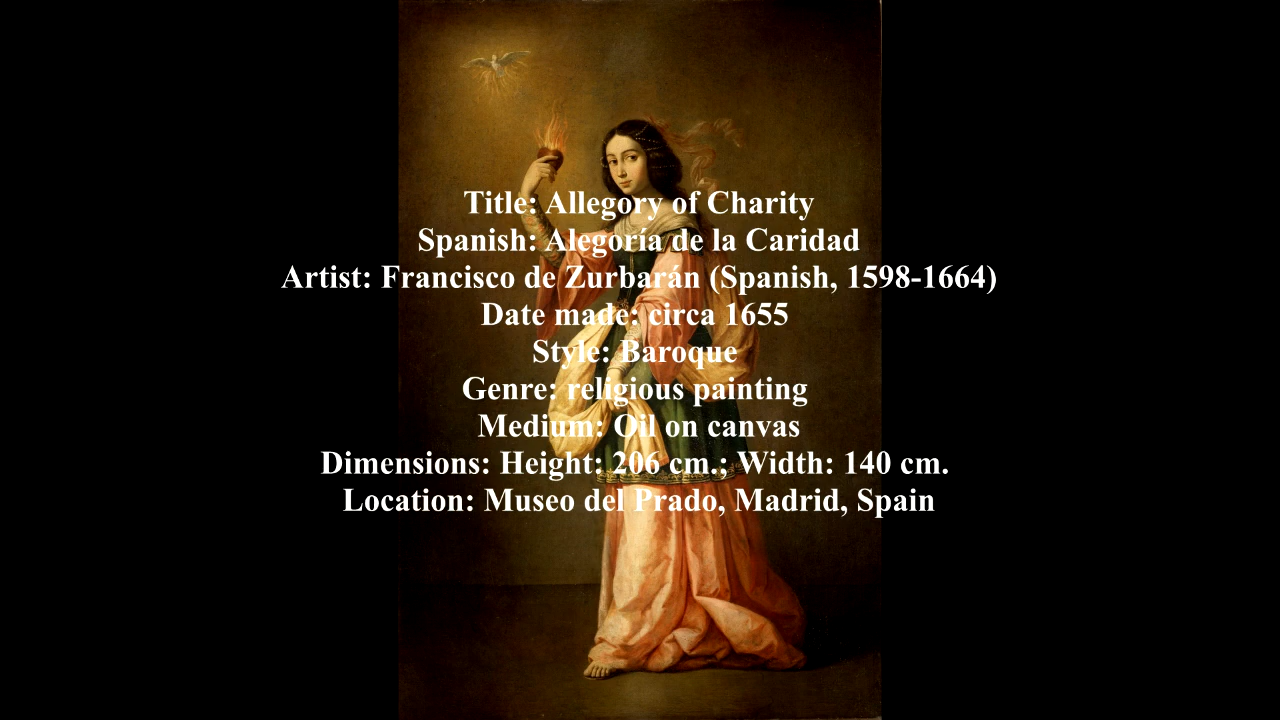 Title: Allegory of Charity
Spanish: Alegoría de la Caridad
Artist: Francisco de Zurbarán (Spanish, 1598-1664)
Date made: circa 1655
Style: Baroque
Genre: religious painting
Medium: Oil on canvas
Dimensions: Height: 206 cm.; Width: 140 cm.
Location: Museo del Prado, Madrid, Spain